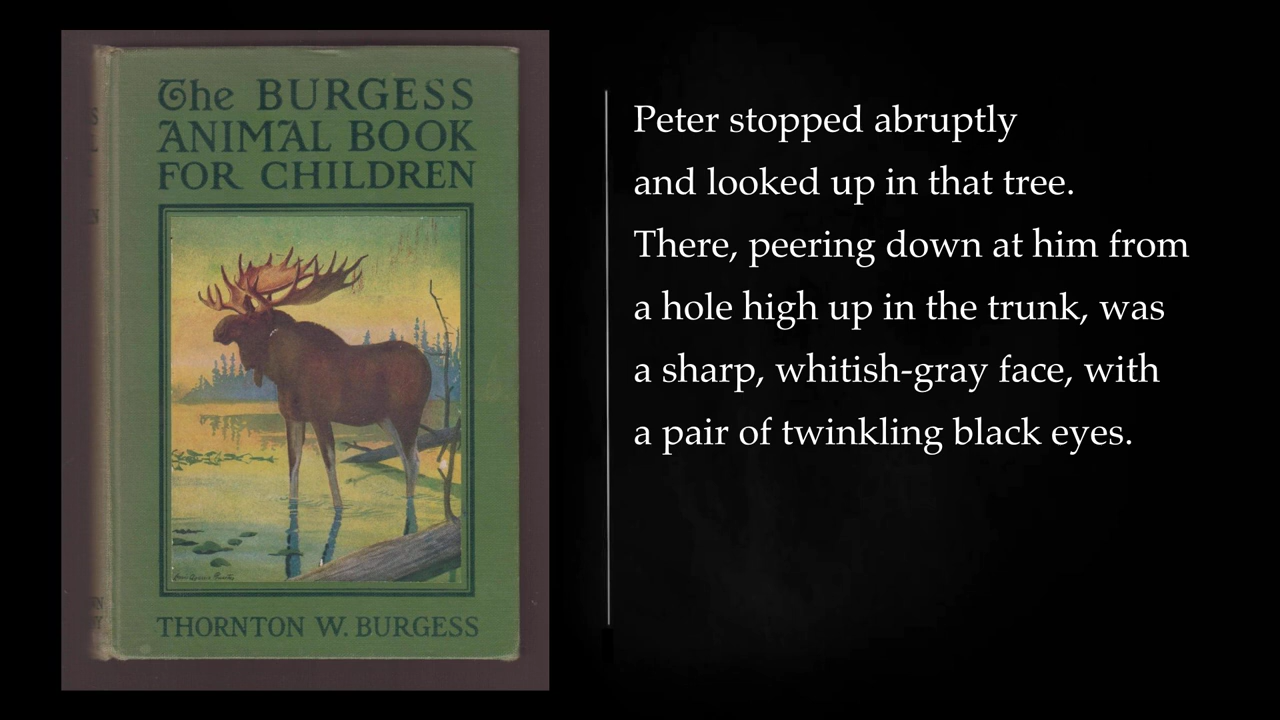 The BURGESS
ANIMAL BOOK
FOR CHILDREN
THORNTON W. BURGESS
Peter stopped abruptly
and looked up in that tree.
There, peering down at him from
a hole high up in the trunk, was
a sharp, whitish-gray face, with
a pair of twinkling black eyes.